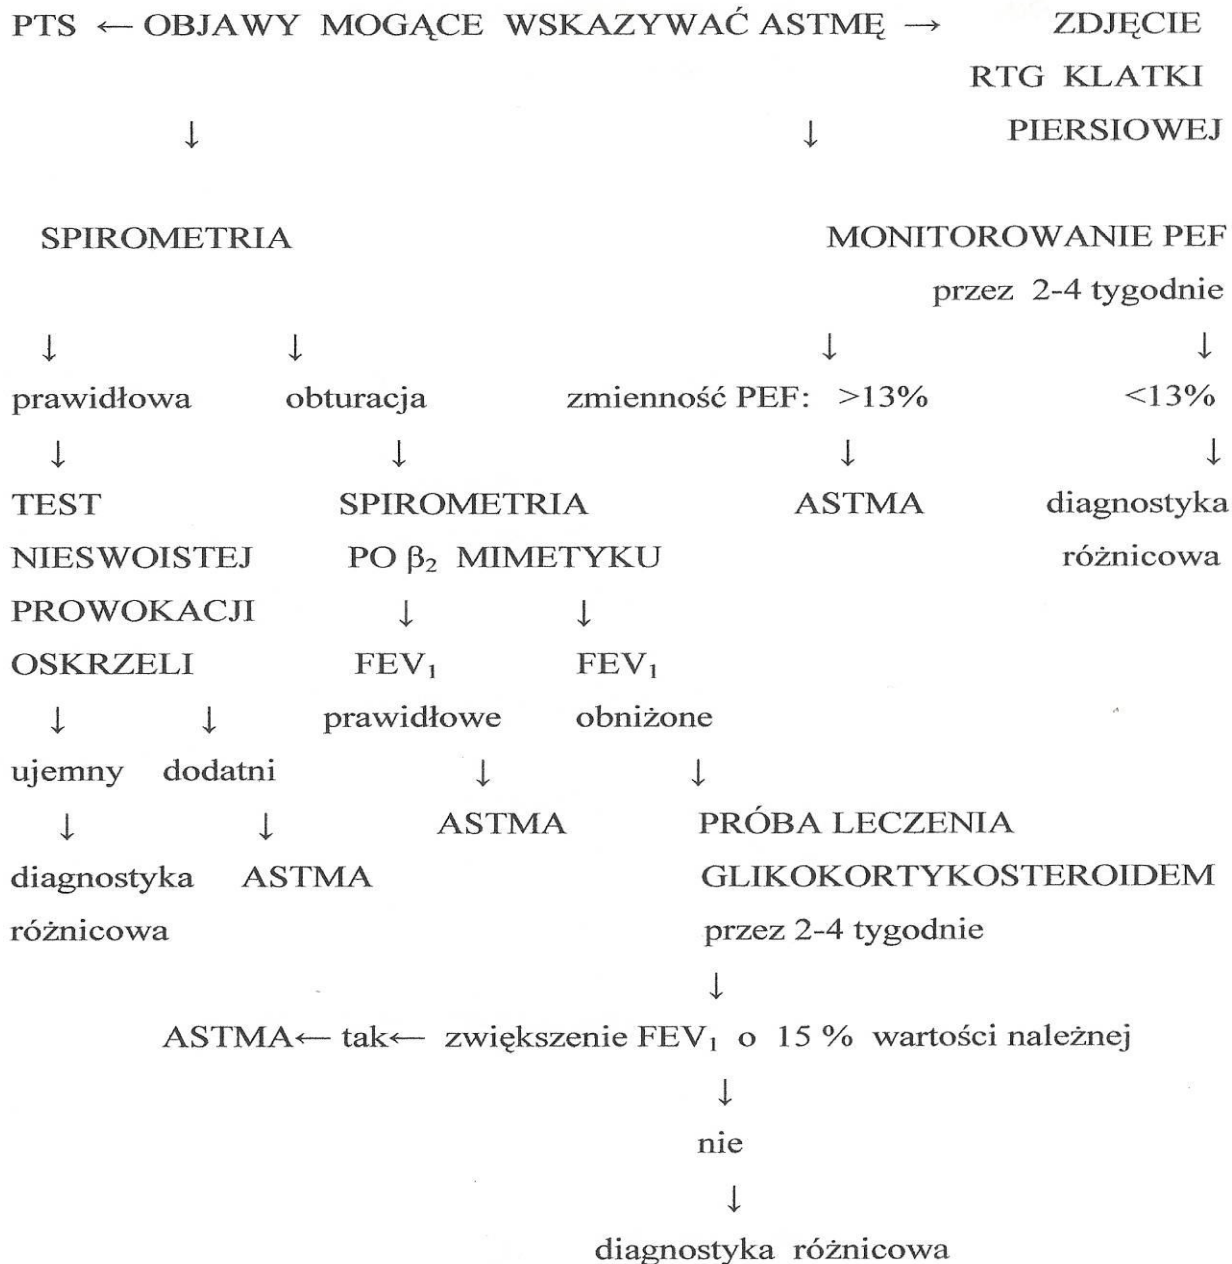 PTS ← OBJAWY MOGĄCE WSKAZYWAĆ ASTMĘ → ZDJĘCIE
RTG KLATKI
↓ ↓ PIERSIOWEJ
SPIROMETRIA MONITOROWANIE PEF
przez 2-4 tygodnie
↓ ↓ ↓ ↓
prawidłowa obturacja zmienność PEF: >13% <13%
↓ ↓ ↓ ↓
TEST SPIROMETRIA ASTMA diagnostyka
NIESWOISTEJ PO β₂ MIMETYKU różnicowa
PROWOKACJI ↓ ↓
OSKRZELI FEV₁ FEV₁
↓ ↓ prawidłowe obniżone
ujemny dodatni ↓ ↓
↓ ↓ ASTMA PRÓBA LECZENIA
diagnostyka ASTMA GLIKOKORTYKOSTEROIDEM
różnicowa przez 2-4 tygodnie
↓
ASTMA← tak← zwiększenie FEV₁ o 15 % wartości należnej
↓
nie
↓
diagnostyka różnicowa